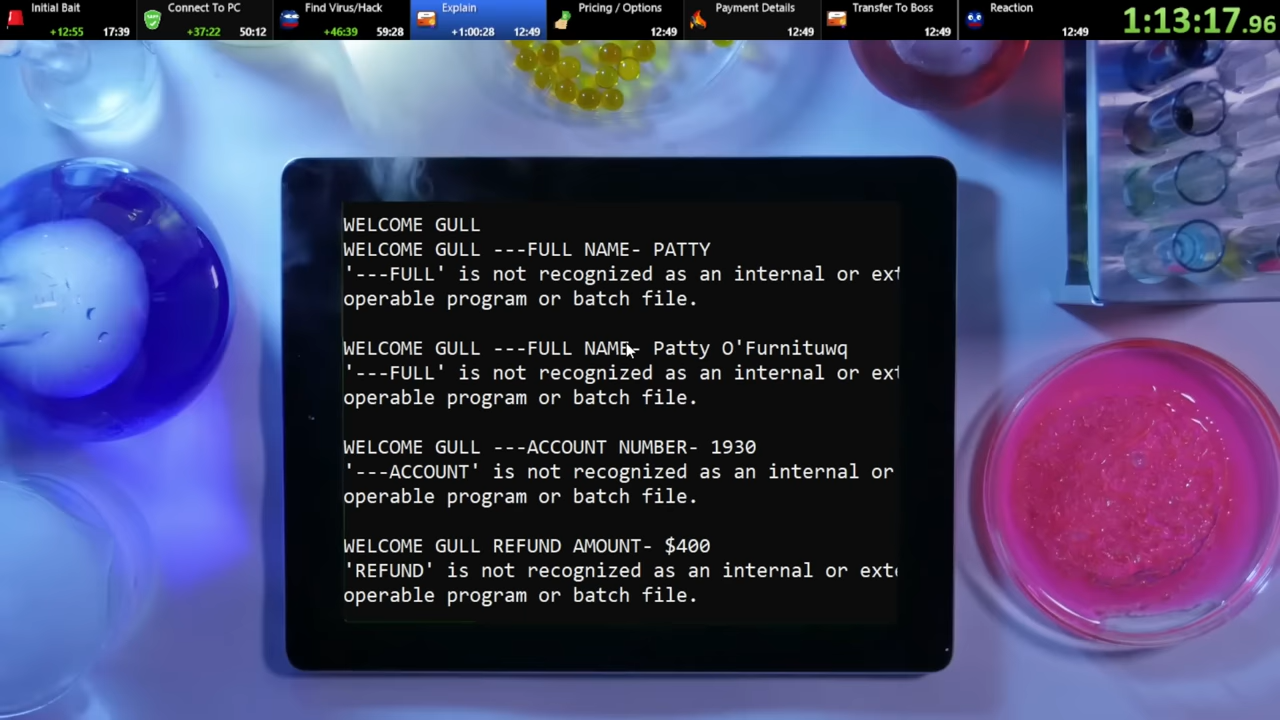 Initial Bait
+12:55 17:39
Connect To PC
+37:22 50:12
Find Virus/Hack
+46:39 59:28
Explain
+1:00:28 12:49
Pricing / Options
12:49
Payment Details
12:49
Transfer To Boss
12:49
Reaction
12:49
1:13:17.96
WELCOME GULL
WELCOME GULL ---FULL NAME- PATTY
'---FULL' is not recognized as an internal or ext
operable program or batch file.
WELCOME GULL ---FULL NAME- Patty O'Furnituwq
'---FULL' is not recognized as an internal or ext
operable program or batch file.
WELCOME GULL ---ACCOUNT NUMBER- 1930
'---ACCOUNT' is not recognized as an internal or
operable program or batch file.
WELCOME GULL REFUND AMOUNT- $400
'REFUND' is not recognized as an internal or exte
operable program or batch file.